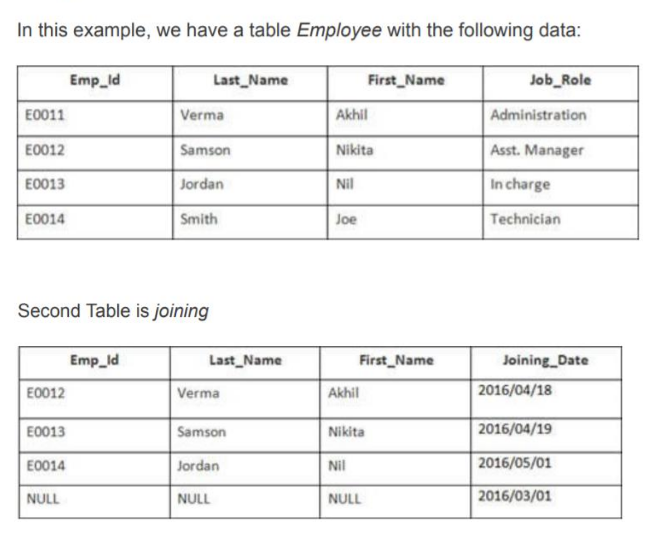 In this example, we have a table Employee with the following data:
Emp_Id Last_Name First_Name Job_Role
E0011 Verma Akhil Administration
E0012 Samson Nikita Asst. Manager
E0013 Jordan Nil In charge
E0014 Smith Joe Technician
Second Table is joining
Emp_Id Last_Name First_Name Joining_Date
E0012 Verma Akhil 2016/04/18
E0013 Samson Nikita 2016/04/19
E0014 Jordan Nil 2016/05/01
NULL NULL NULL 2016/03/01